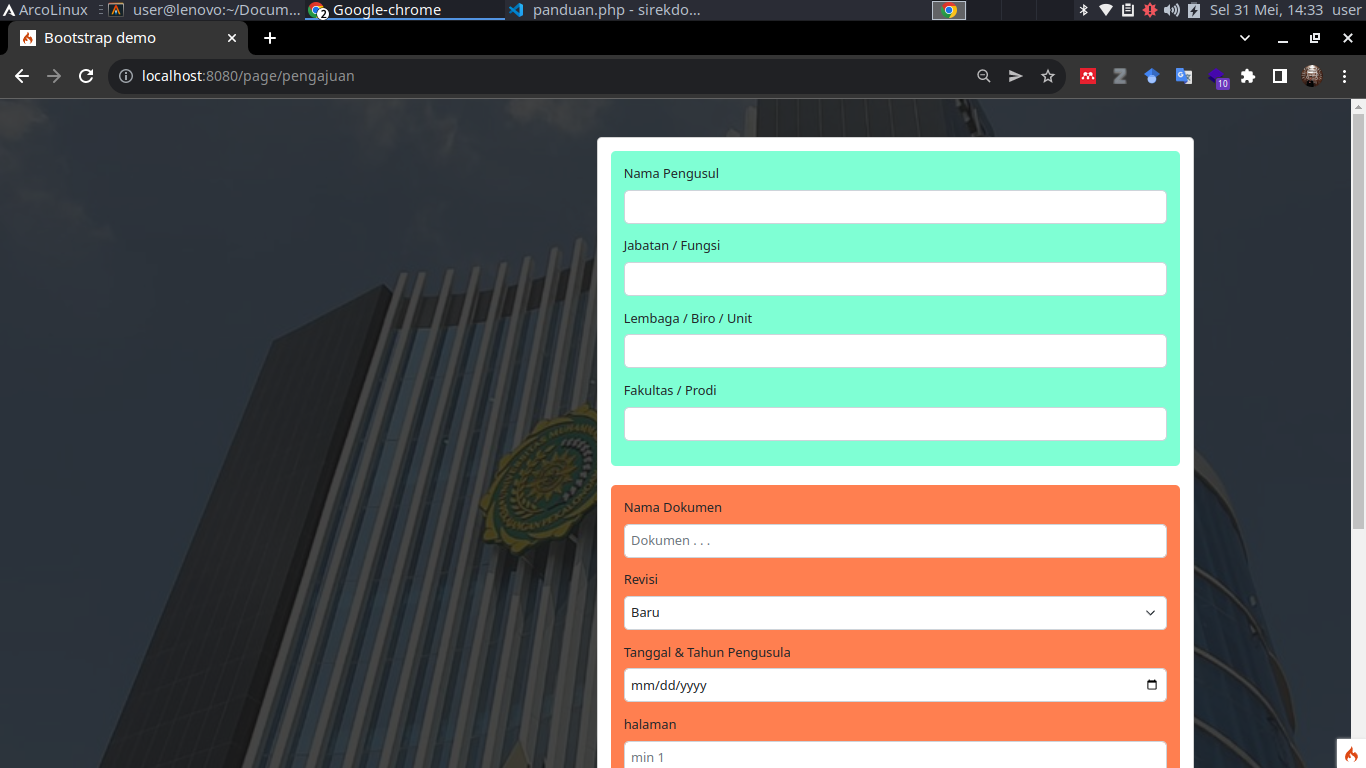 ArcoLinux
user@lenovo:~/Docum...
2
Google-chrome
panduan.php - sirekdo...
Sel 31 Mei, 14:33
user
Bootstrap demo
localhost:8080/page/pengajuan
10
Nama Pengusul
Jabatan / Fungsi
Lembaga / Biro / Unit
Fakultas / Prodi
Nama Dokumen
Dokumen . . .
Revisi
Baru
Tanggal & Tahun Pengusula
mm/dd/yyyy
halaman
min 1